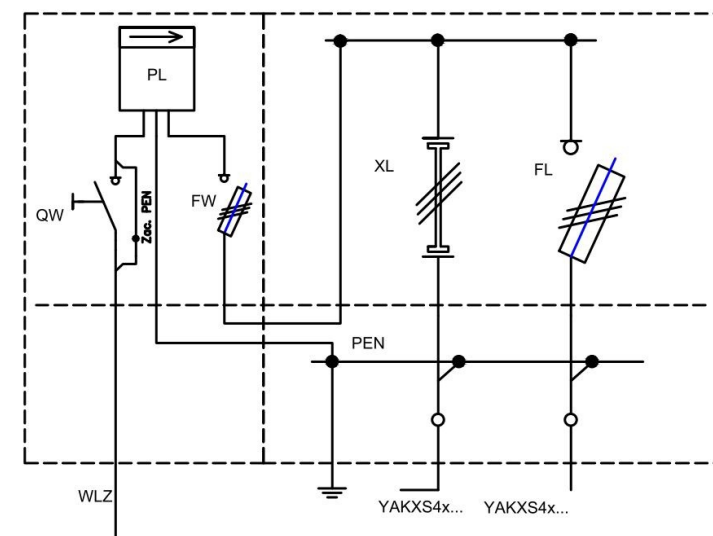 PL
XL
FL
FW
QW
Zac. PEN
PEN
WLZ
YAKXS4x...
YAKXS4x...